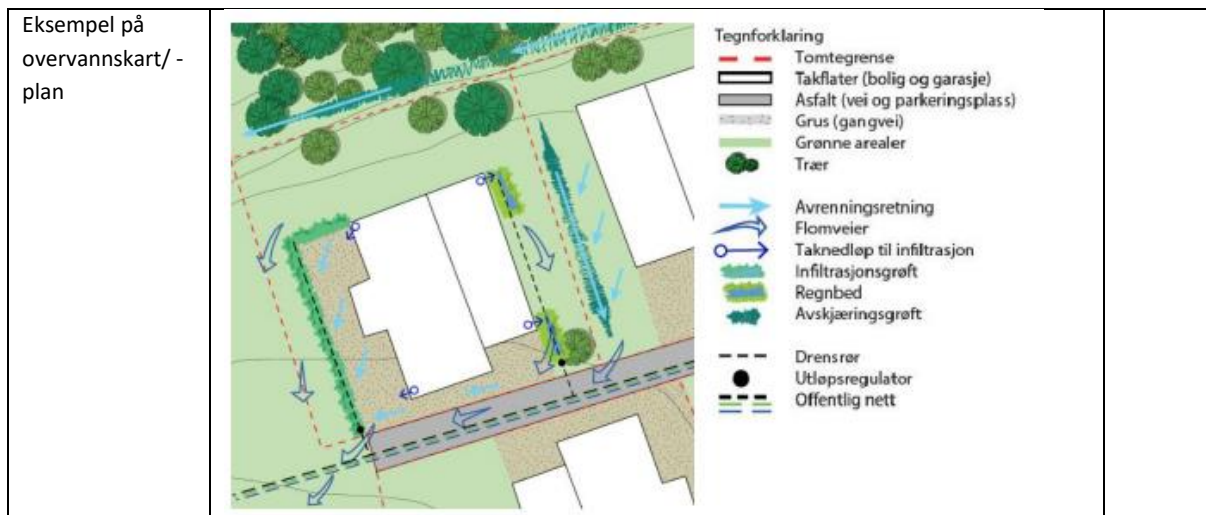 Eksempel på
overvannskart/ -
plan
Tegnforklaring
Tomtegrense
Takflater (bolig og garasje)
Asfalt (vei og parkeringsplass)
Grus (gangvei)
Grønne arealer
Trær
Avrenningsretning
Flomveier
Taknedløp til infiltrasjon
Infiltrasjonsgrøft
Regnbed
Avskjæringsgrøft
Drensrør
Utløpsregulator
Offentlig nett